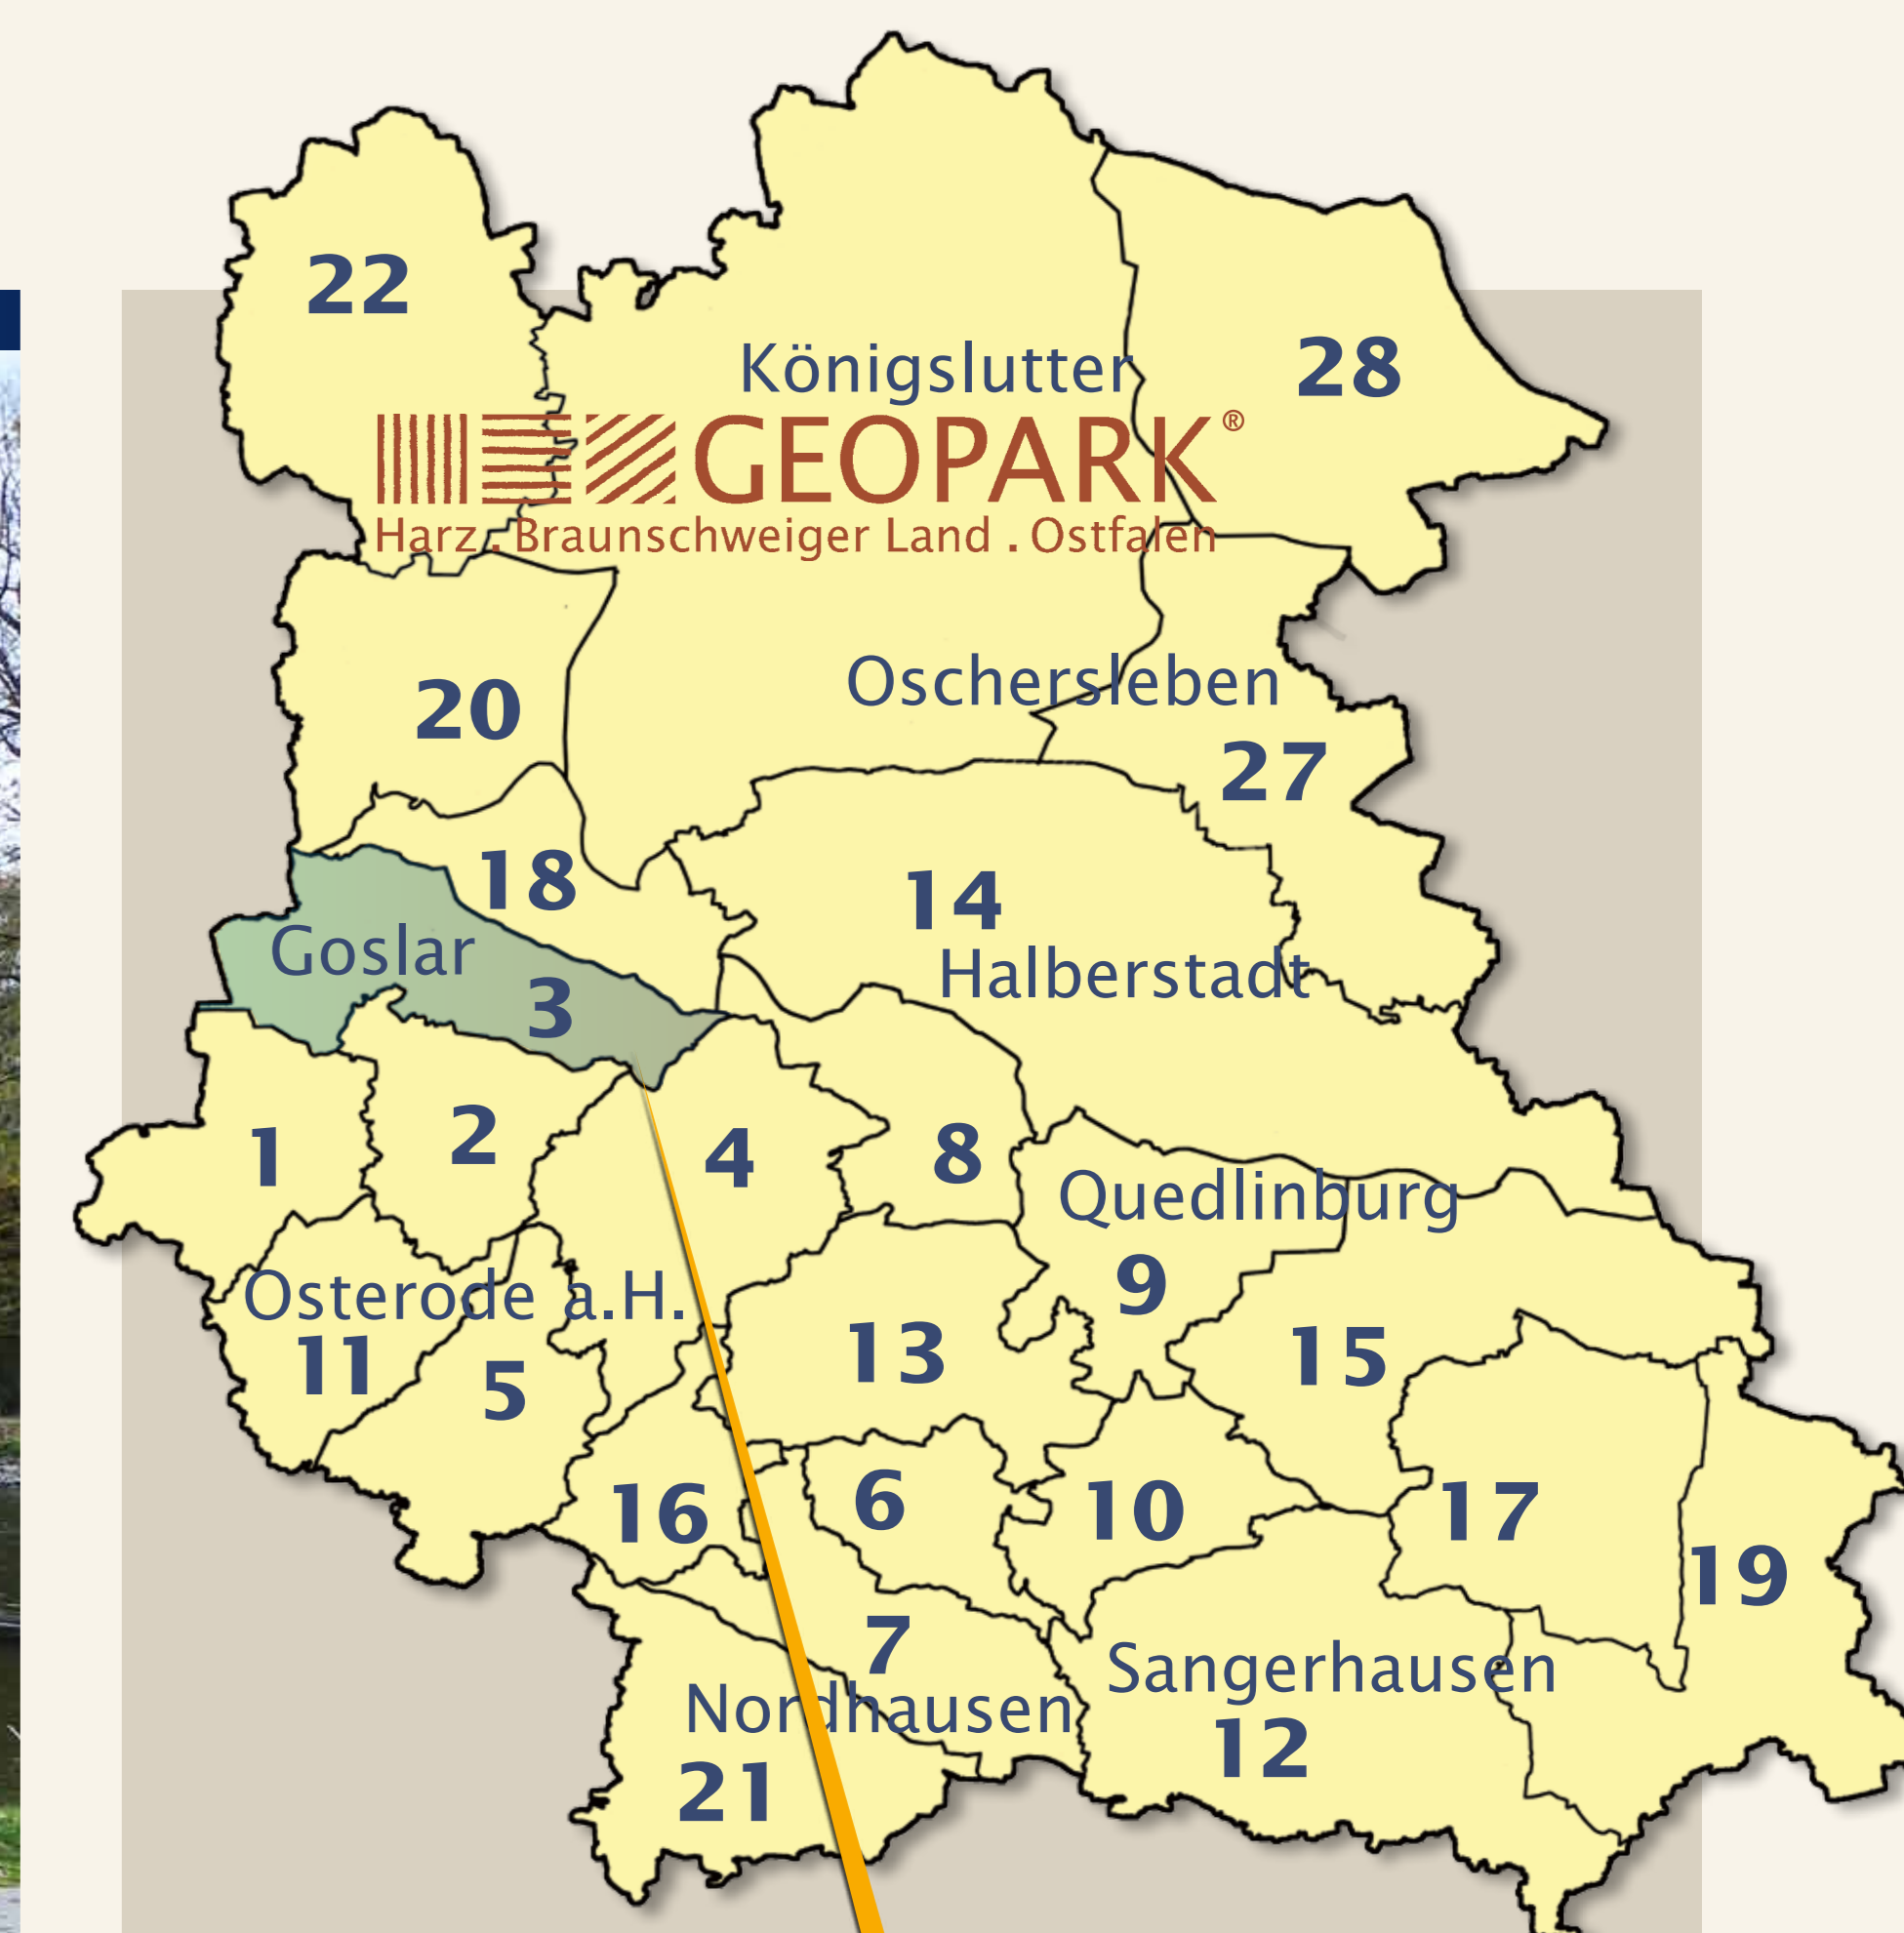 22
Königslutter
28
GEOPARK®
Harz . Braunschweiger Land . Ostfalen
Oschersleben
20
27
18
14
Goslar
Halberstadt
3
1
2
4
8
Quedlinburg
9
Osterode a.H.
11
5
13
15
16
6
10
17
19
7
Sangerhausen
Nordhausen
12
21